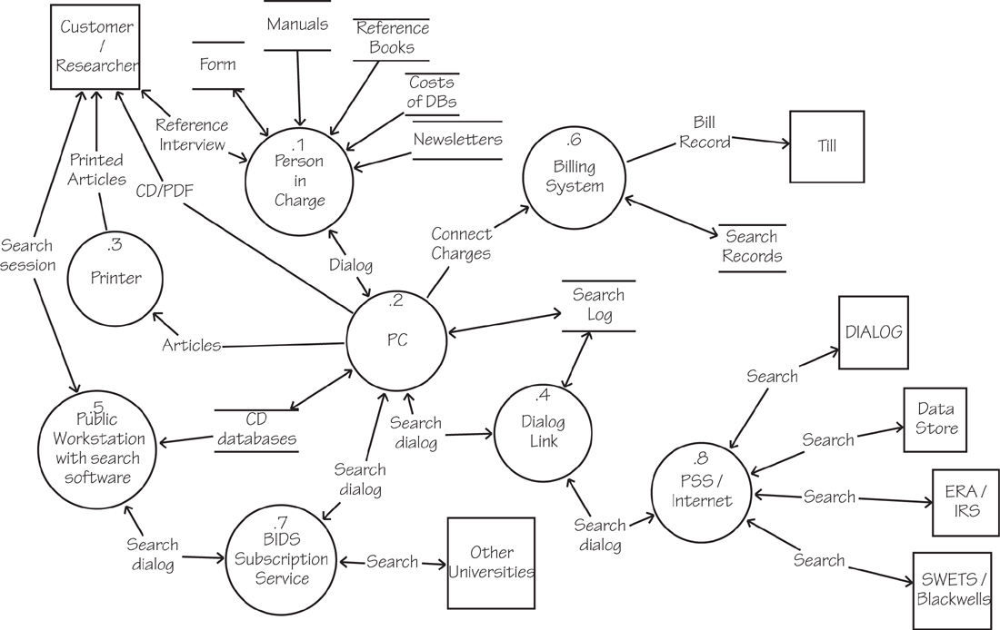 Customer
/
Researcher
Form
Manuals
Reference
Books
Costs
of DBs
Newsletters
Reference
Interview
Printed
Articles
CD/PDF
.1
Person
in
Charge
.6
Billing
System
Bill
Record
Till
Search
Records
Connect
Charges
Dialog
Search
session
.3
Printer
.2
PC
Search
Log
Articles
DIALOG
Search
.5
Public
Workstation
with search
software
CD
databases
Search
dialog
.4
Dialog
Link
Data
Store
Search
.8
PSS /
Internet
Search
dialog
Search
ERA /
IRS
Search
dialog
.7
BIDS
Subscription
Service
Search
Other
Universities
Search
dialog
Search
SWETS /
Blackwells